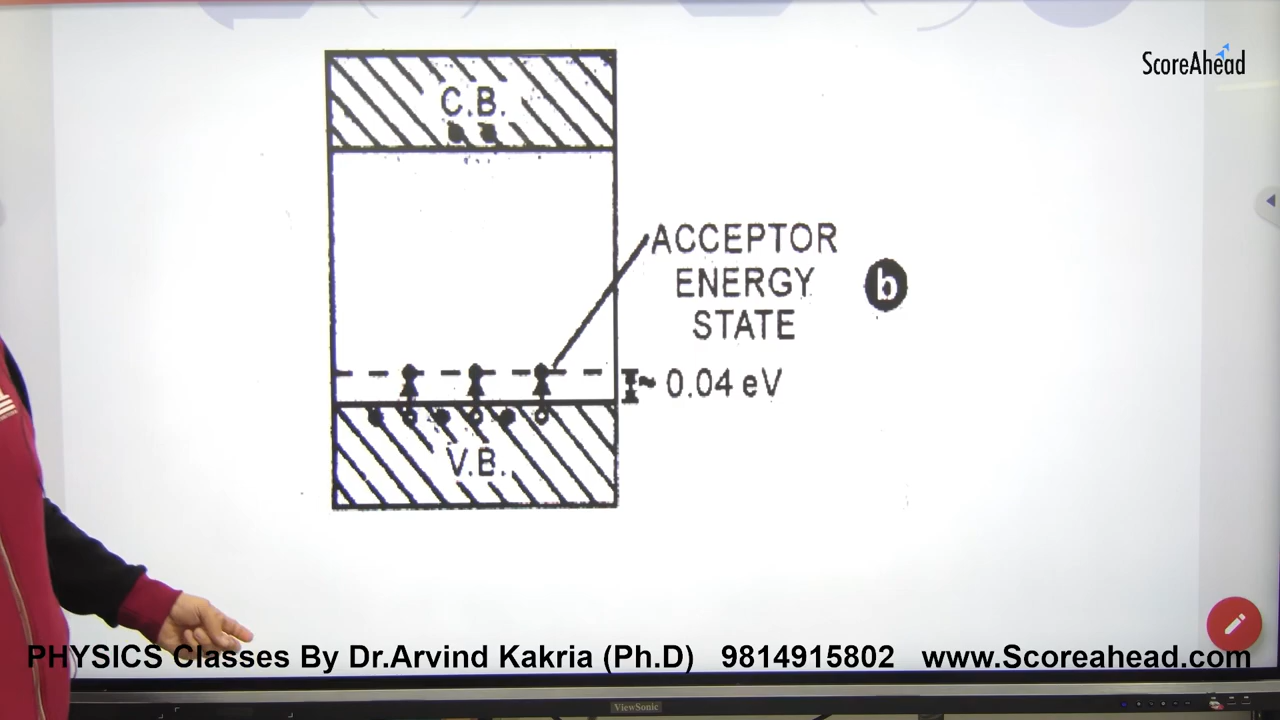 ScoreAhead
C.B.
ACCEPTOR
ENERGY
STATE
b
~ 0.04 eV
V.B.
PHYSICS Classes By Dr.Arvind Kakria (Ph.D) 9814915802 www.Scoreahead.com
ViewSonic